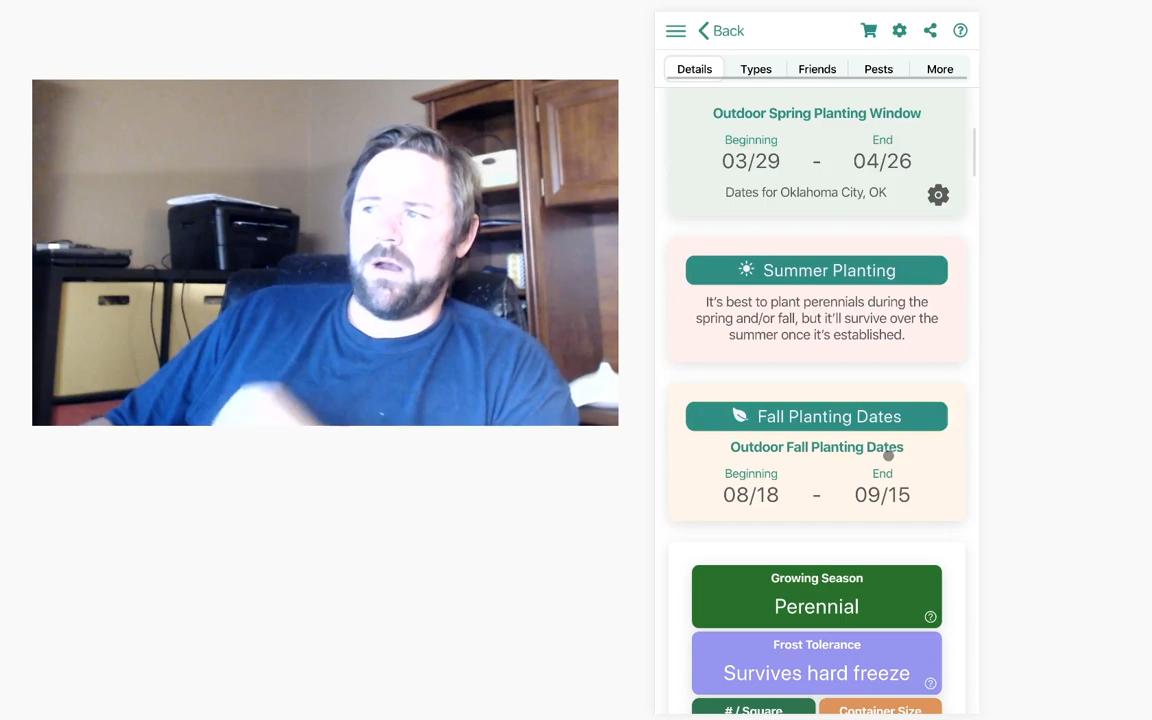 Back
Details Types Friends Pests More
Outdoor Spring Planting Window
Beginning End
03/29 - 04/26
Dates for Oklahoma City, OK
Summer Planting
It's best to plant perennials during the
spring and/or fall, but it'll survive over the
summer once it's established.
Fall Planting Dates
Outdoor Fall Planting Dates
Beginning End
08/18 - 09/15
Growing Season
Perennial
Frost Tolerance
Survives hard freeze
# / Square Container Size